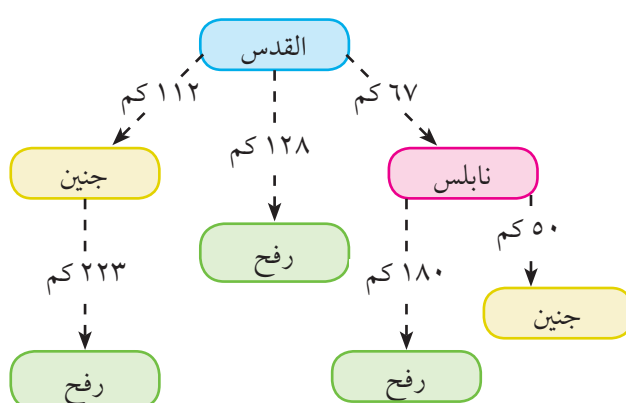 القدس
٦٧ كم
١٢٨ كم
١١٢ كم
نابلس
جنين
٥٠ كم
١٨٠ كم
رفح
٢٢٣ كم
جنين
رفح
رفح